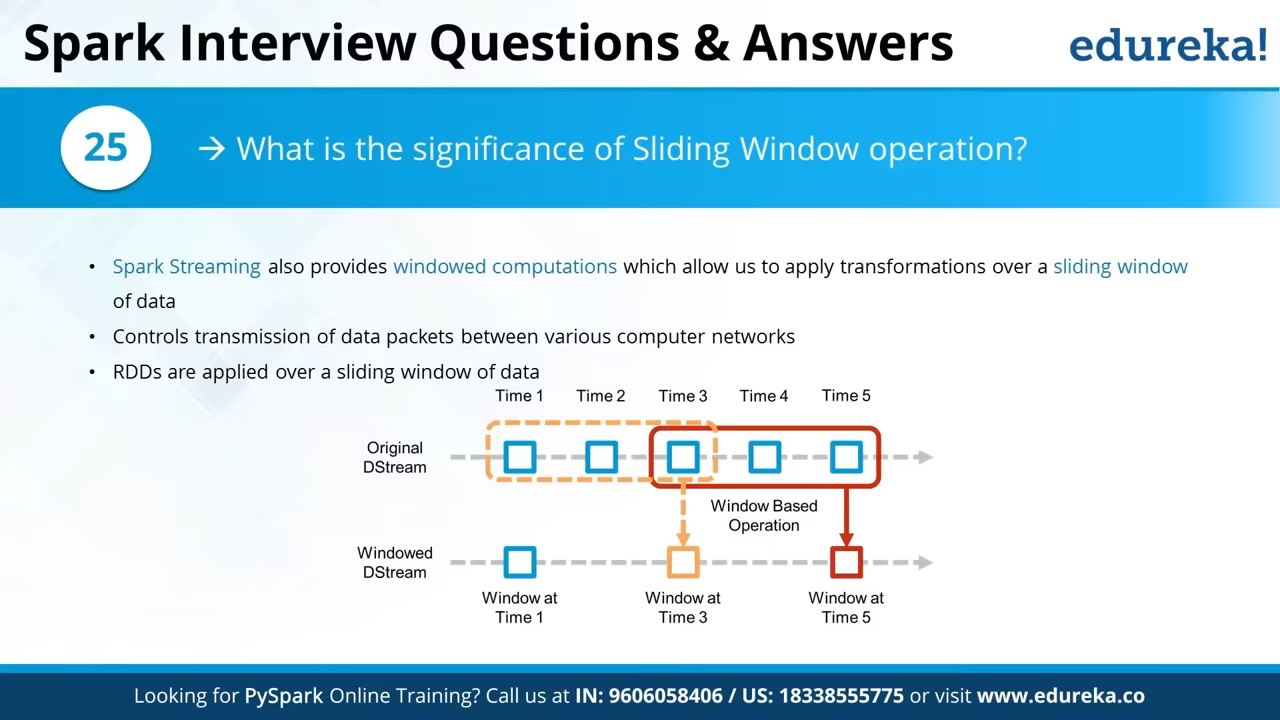 Spark Interview Questions & Answers
edureka!
25
→ What is the significance of Sliding Window operation?
• Spark Streaming also provides windowed computations which allow us to apply transformations over a sliding window
of data
• Controls transmission of data packets between various computer networks
• RDDs are applied over a sliding window of data
Time 1 Time 2 Time 3 Time 4 Time 5
Original
DStream
Window Based
Operation
Windowed
DStream
Window at
Time 1
Window at
Time 3
Window at
Time 5
Looking for PySpark Online Training? Call us at IN: 9606058406 / US: 18338555775 or visit www.edureka.co